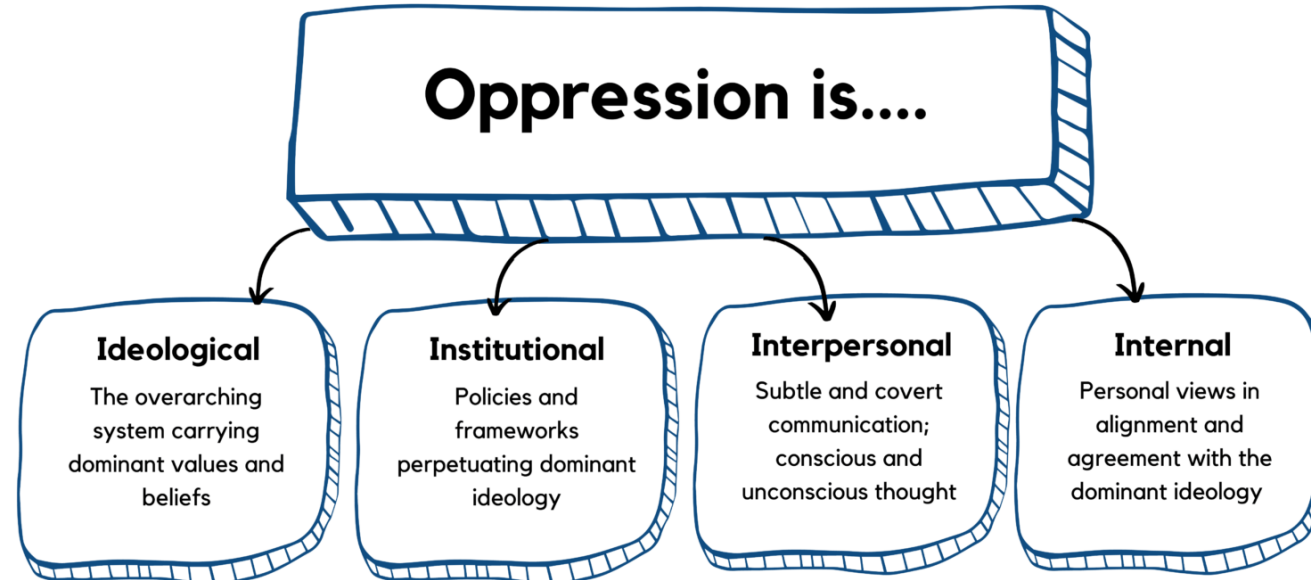 Oppression is....
Ideological
The overarching
system carrying
dominant values and
beliefs
Institutional
Policies and
frameworks
perpetuating dominant
ideology
Interpersonal
Subtle and covert
communication;
conscious and
unconscious thought
Internal
Personal views in
alignment and
agreement with the
dominant ideology